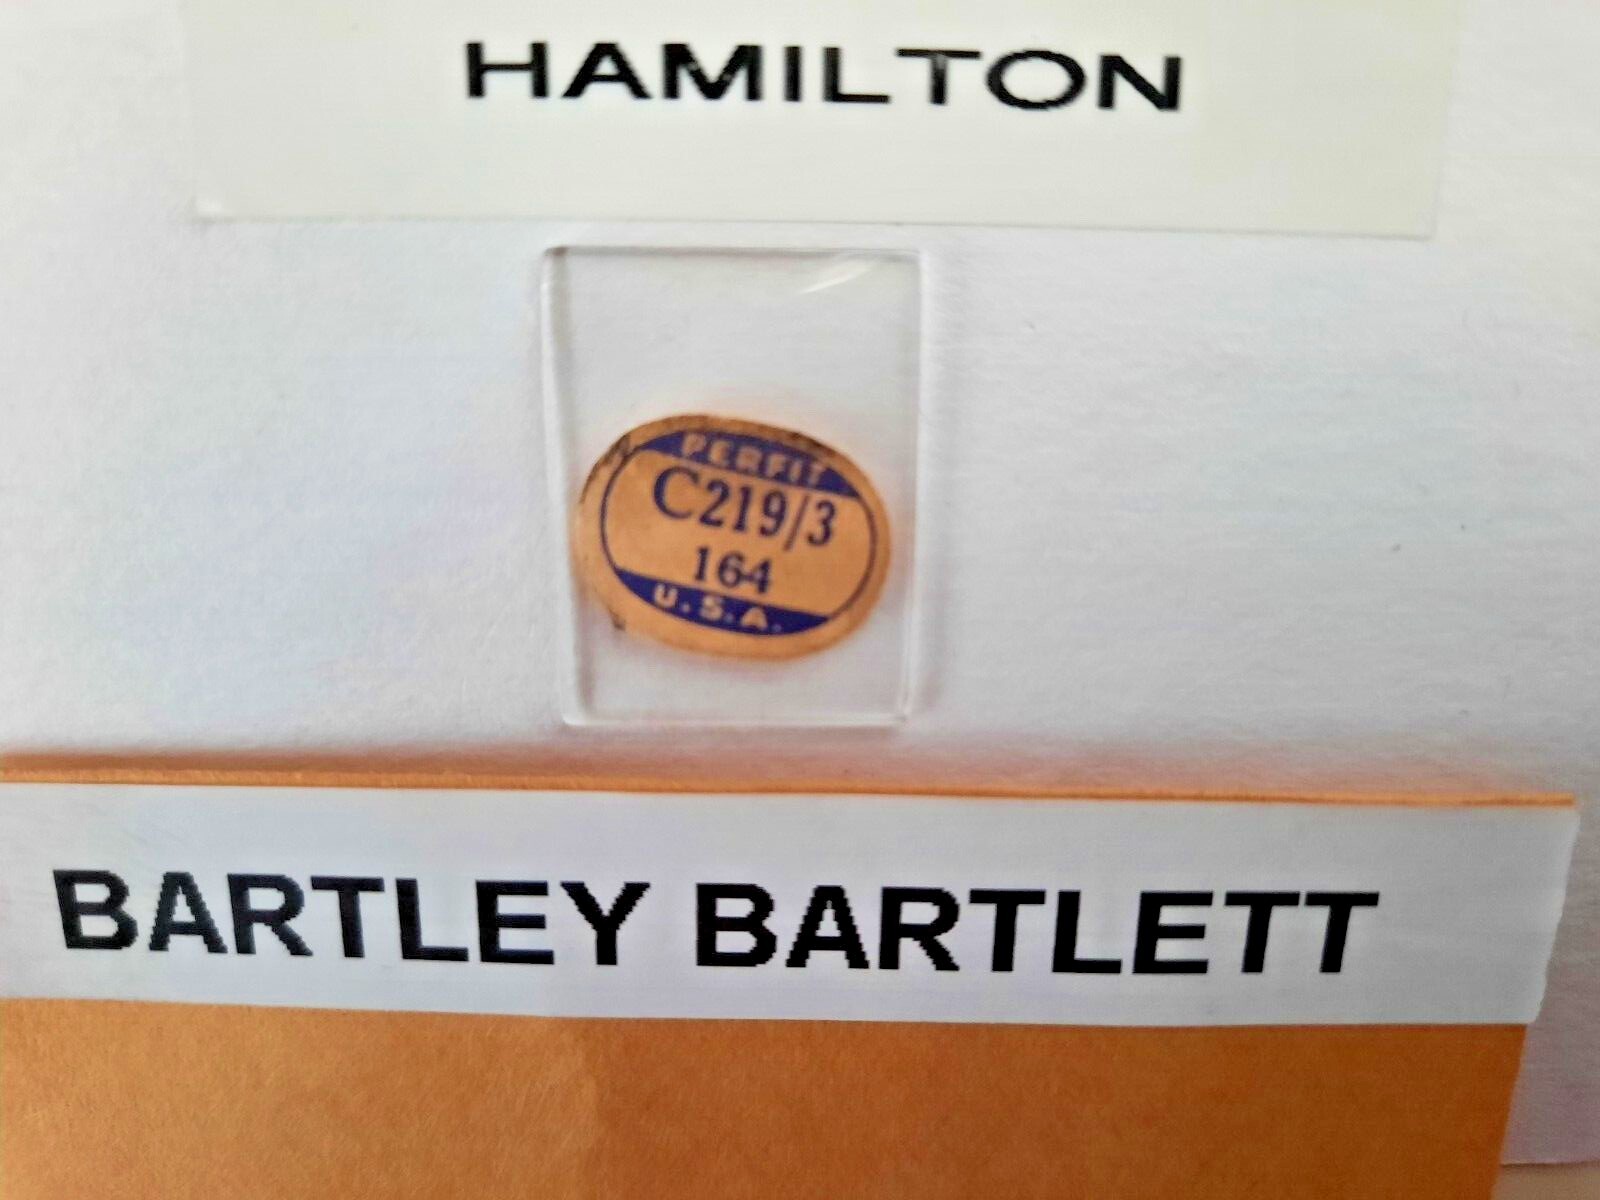 HAMILTON
PERFIT
C219/3
164
U.S.A.
BARTLEY BARTLETT